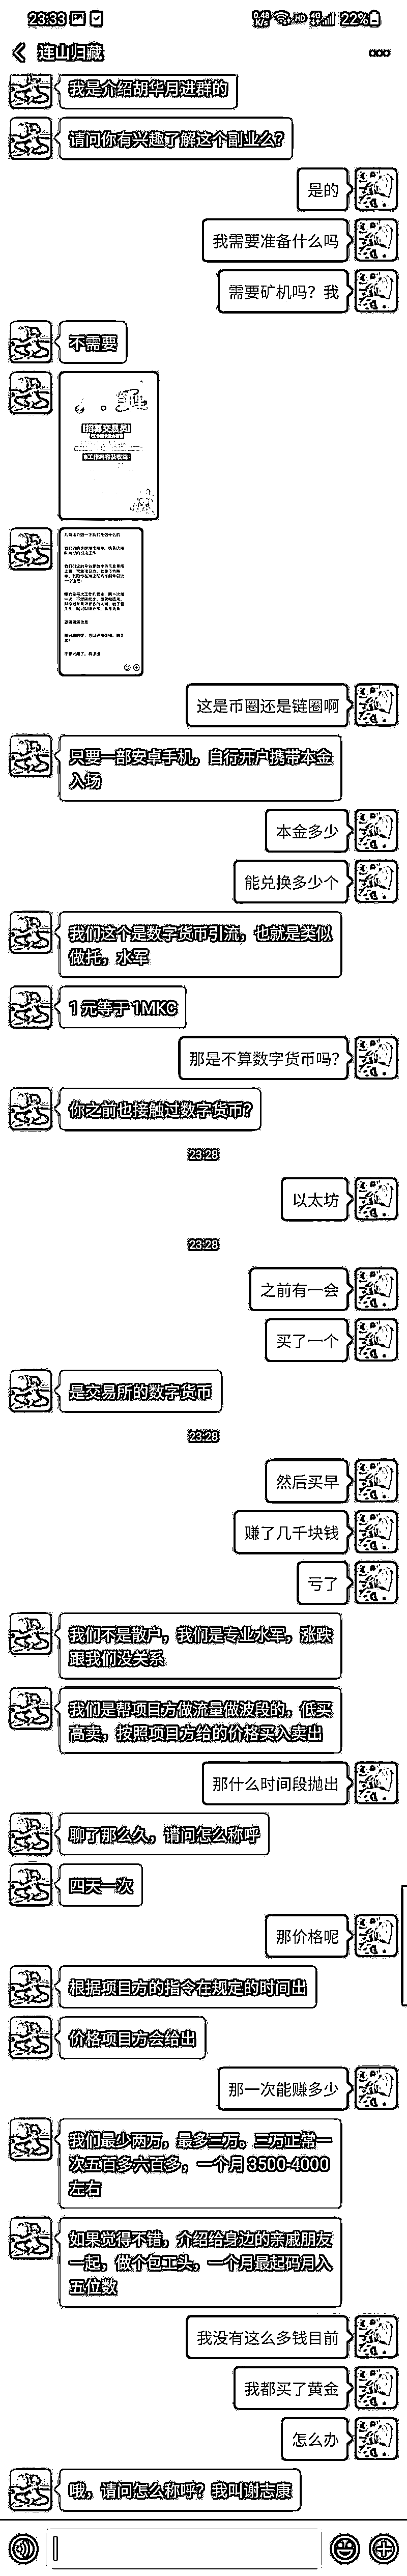 23:33
0.48 K/s HD 4G 22%
连山归藏
我是介绍胡华月进群的
请问你有兴趣了解这个副业么？
是的
我需要准备什么吗
需要矿机吗？我
不需要
这是币圈还是链圈啊
只要一部安卓手机，自行开户携带本金
入场
本金多少
能兑换多少个
我们这个是数字货币引流，也就是类似
做托，水军
1 元等于 1MKC
那是不算数字货币吗？
你之前也接触过数字货币？
23:28
以太坊
23:28
之前有一会
买了一个
是交易所的数字货币
23:28
然后买早
赚了几千块钱
亏了
我们不是散户，我们是专业水军，涨跌
跟我们没关系
我们是帮项目方做流量做波段的，低买
高卖，按照项目方给的价格买入卖出
那什么时间段抛出
聊了那么久，请问怎么称呼
四天一次
那价格呢
根据项目方的指令在规定的时间出
价格项目方会给出
那一次能赚多少
我们最少两万，最多三万。三万正常一
次五百多六百多，一个月 3500-4000
左右
如果觉得不错，介绍给身边的亲戚朋友
一起，做个包工头，一个月最起码月入
五位数
我没有这么多钱目前
我都买了黄金
怎么办
哦，请问怎么称呼？我叫谢志康